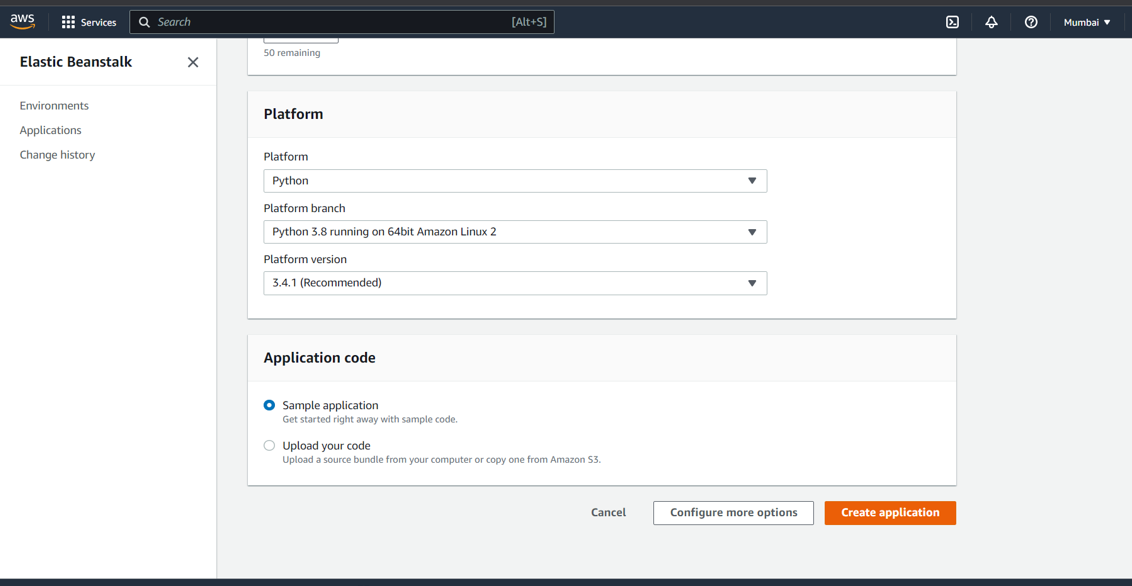 aws
Services
Search
[Alt+S]
Mumbai
Elastic Beanstalk
Environments
Applications
Change history
50 remaining
Platform
Platform
Python
Platform branch
Python 3.8 running on 64bit Amazon Linux 2
Platform version
3.4.1 (Recommended)
Application code
Sample application
Get started right away with sample code.
Upload your code
Upload a source bundle from your computer or copy one from Amazon S3.
Cancel
Configure more options
Create application